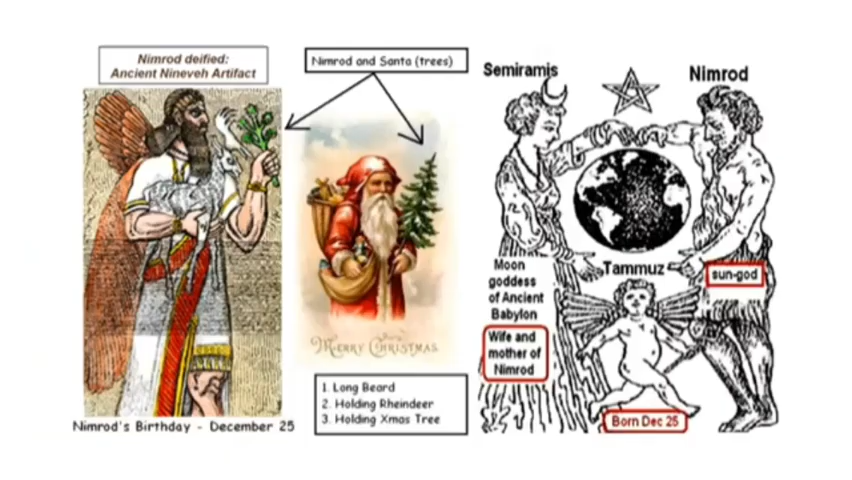 Nimrod deified:
Ancient Nineveh Artifact
Nimrod's Birthday - December 25
Nimrod and Santa (trees)
MERRY CHRISTMAS
1. Long Beard
2. Holding Rheindeer
3. Holding Xmas Tree
Semiramis
Nimrod
Tammuz
Moon
goddess
of Ancient
Babylon
Wife and
mother of
Nimrod
sun-god
Born Dec 25